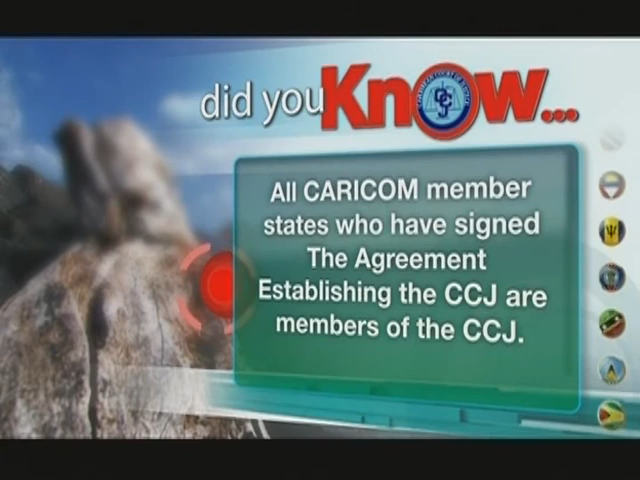 did you Know...
All CARICOM member
states who have signed
The Agreement
Establishing the CCJ are
members of the CCJ.